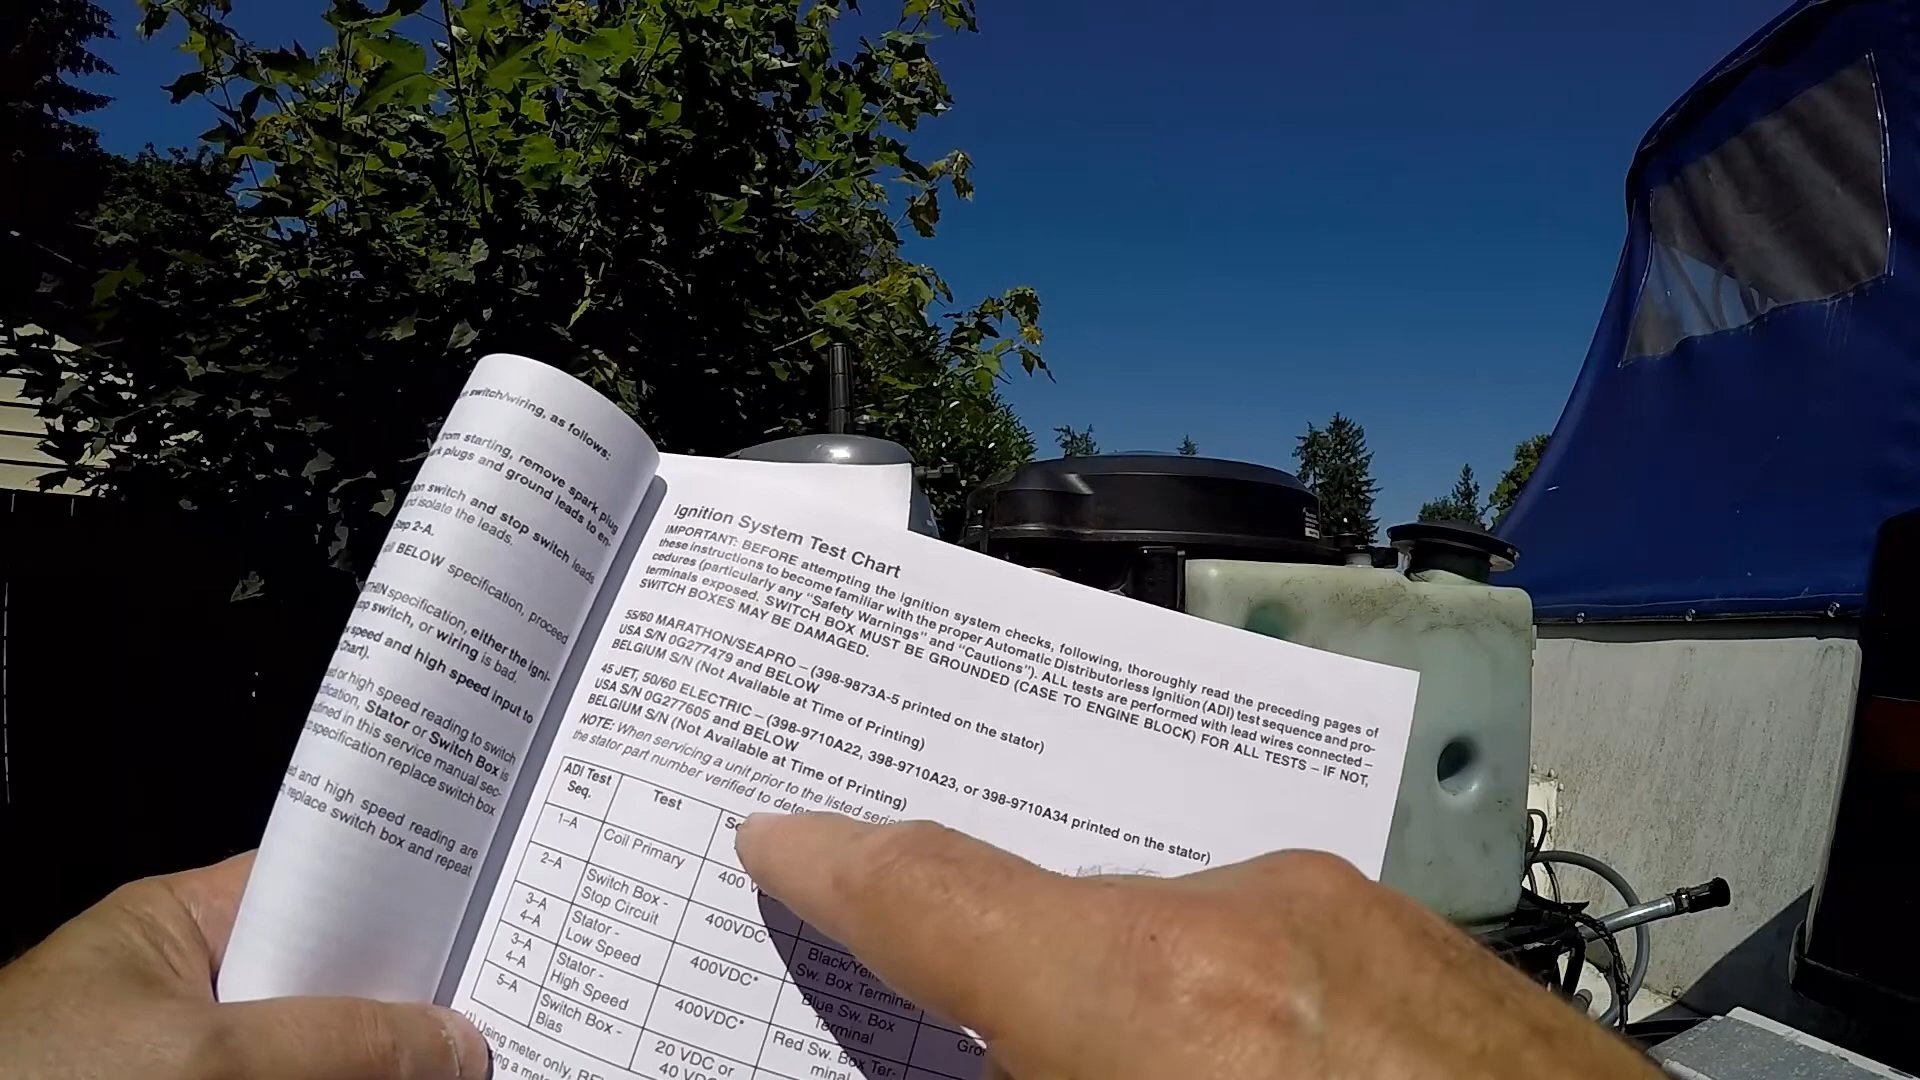 switch/wiring, as follows:
from starting, remove spark plug
plugs and ground leads to en-
switch and stop switch leads
isolate the leads.
Step 2-A.
BELOW specification, proceed
specification, either the igni-
switch, or wiring is bad.
speed and high speed input to
Chart).
or high speed reading to switch
Stator or Switch Box is
in this service manual sec-
specification replace switch box
and high speed reading are
replace switch box and repeat
Ignition System Test Chart
IMPORTANT: BEFORE attempting the ignition system checks, following, thoroughly read the preceding pages of
these instructions to become familiar with the proper Automatic Distributorless Ignition (ADI) test sequence and pro-
cedures (particularly any "Safety Warnings" and "Cautions"). ALL tests are performed with lead wires connected –
terminals exposed. SWITCH BOX MUST BE GROUNDED (CASE TO ENGINE BLOCK) FOR ALL TESTS – IF NOT,
SWITCH BOXES MAY BE DAMAGED.
55/60 MARATHON/SEAPRO – (398-9873A-5 printed on the stator)
USA S/N 0G277479 and BELOW
BELGIUM S/N (Not Available at Time of Printing)
45 JET, 50/60 ELECTRIC – (398-9710A22, 398-9710A23, or 398-9710A34 printed on the stator)
USA S/N 0G277605 and BELOW
BELGIUM S/N (Not Available at Time of Printing)
NOTE: When servicing a unit prior to the listed
the stator part number verified to
ADI Test
Seq.
Test
1–A
Coil Primary
400
2–A
Switch Box -
Stop Circuit
400VDC*
3–A
4–A
Stator -
Low Speed
400VDC*
Sw. Box Terminal
3–A
4–A
Stator -
High Speed
400VDC*
Blue Sw. Box
Terminal
5–A
Switch Box -
Bias
20 VDC or
40
Red Sw. Box Ter-
minal
(1) Using meter only,